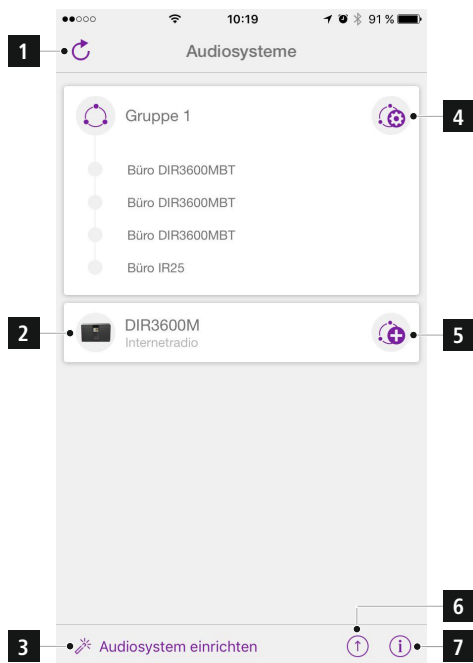 10:19
91 %
1
Audiosysteme
Gruppe 1
4
Büro DIR3600MBT
Büro DIR3600MBT
Büro DIR3600MBT
Büro IR25
2
DIR3600M
Internetradio
5
6
3
Audiosystem einrichten
i
7